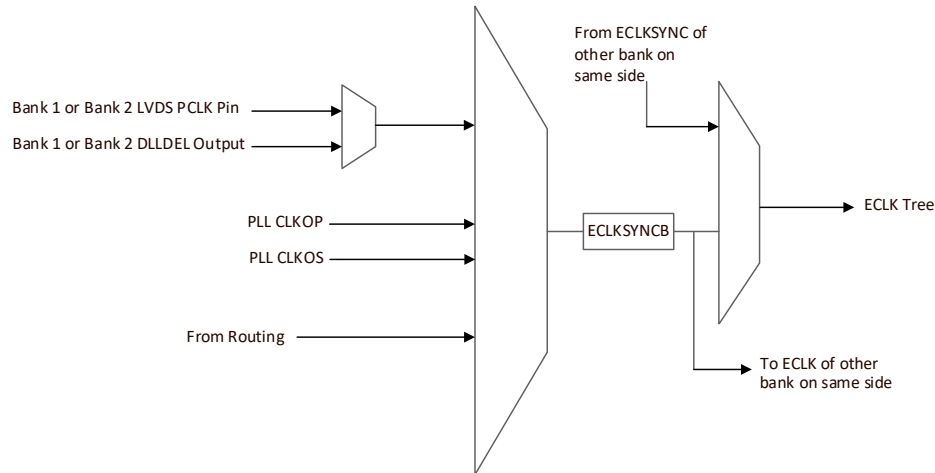 From ECLKSYNC of
other bank on
same side
Bank 1 or Bank 2 LVDS PCLK Pin
Bank 1 or Bank 2 DLLDEL Output
ECLK Tree
PLL CLKOP
ECLKSYNCB
PLL CLKOS
From Routing
To ECLK of other
bank on same side